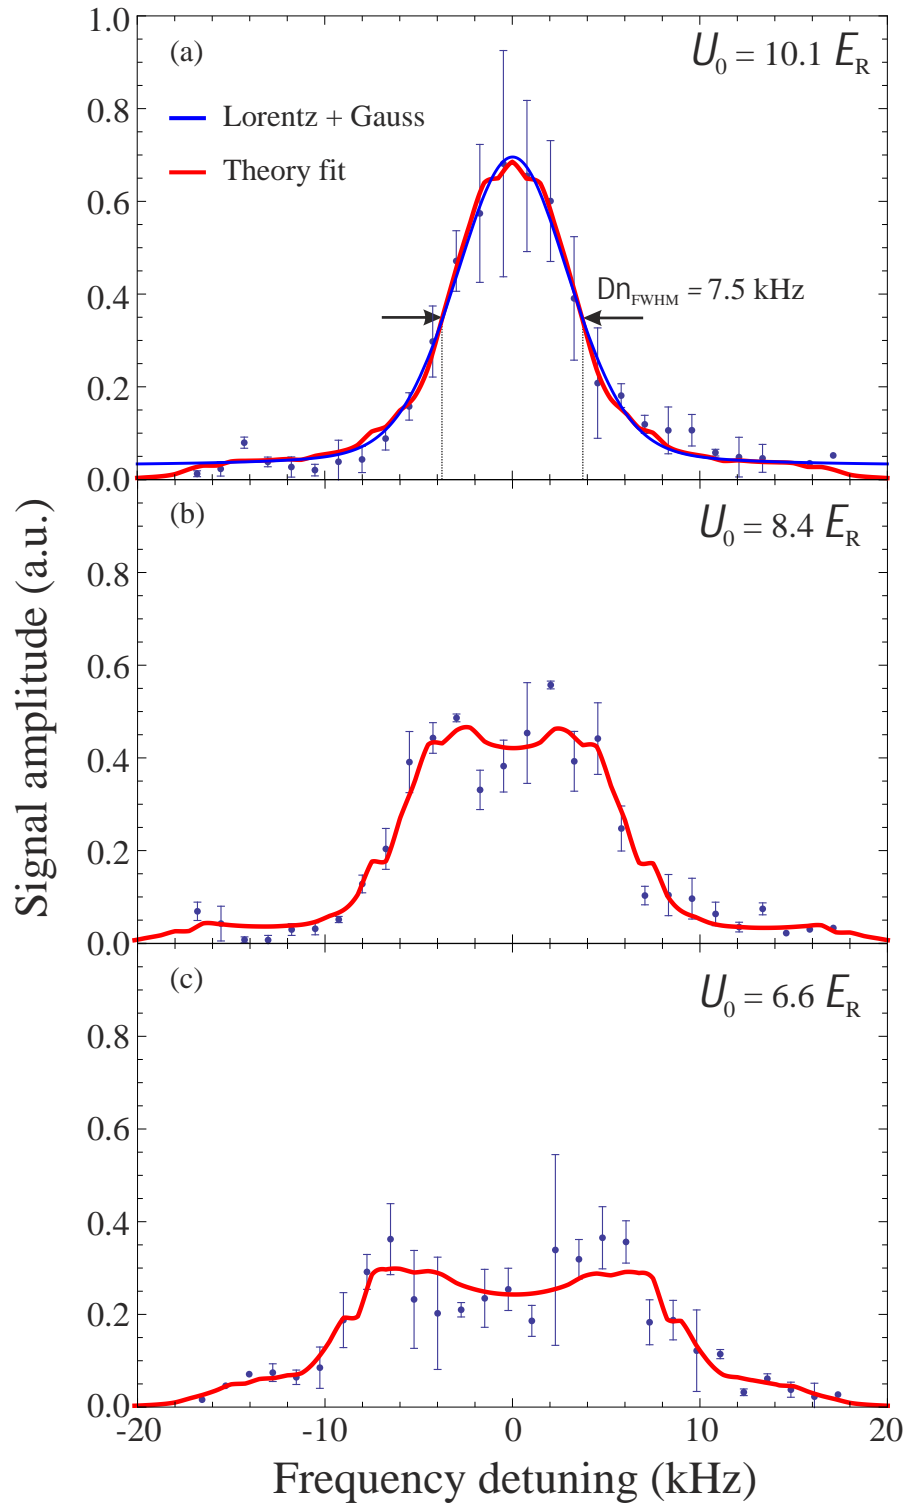 1.0
(a)
U0 = 10.1 ER
Lorentz + Gauss
0.8
Theory fit
0.6
0.4
DnFWHM = 7.5 kHz
0.2
0.0
(b)
U0 = 8.4 ER
0.8
0.6
0.4
0.2
0.0
(c)
U0 = 6.6 ER
0.8
0.6
0.4
0.2
0.0
-20 -10 0 10 20
Frequency detuning (kHz)
Signal amplitude (a.u.)